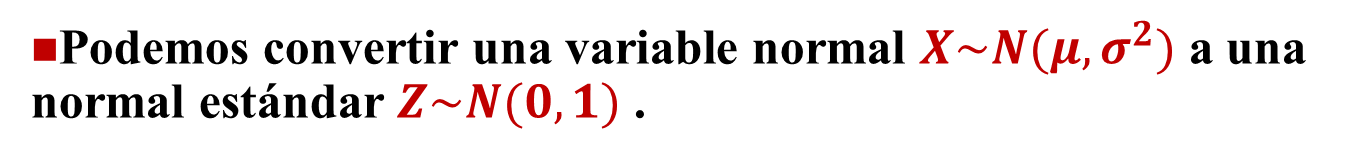 ■Podemos convertir una variable normal X~N(μ, σ²) a una
normal estándar Z~N(0, 1) .